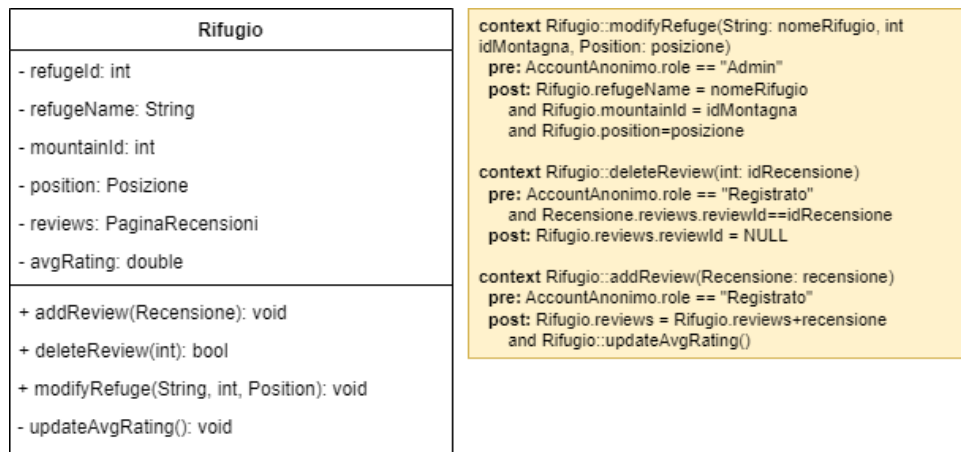 Rifugio
- refugeId: int
- refugeName: String
- mountainId: int
- position: Posizione
- reviews: PaginaRecensioni
- avgRating: double
+ addReview(Recensione): void
+ deleteReview(int): bool
+ modifyRefuge(String, int, Position): void
- updateAvgRating(): void
context Rifugio::modifyRefuge(String: nomeRifugio, int
idMontagna, Position: posizione)
pre: AccountAnonimo.role == "Admin"
post: Rifugio.refugeName = nomeRifugio
and Rifugio.mountainId = idMontagna
and Rifugio.position=posizione
context Rifugio::deleteReview(int: idRecensione)
pre: AccountAnonimo.role == "Registrato"
and Recensione.reviews.reviewId==idRecensione
post: Rifugio.reviews.reviewId = NULL
context Rifugio::addReview(Recensione: recensione)
pre: AccountAnonimo.role == "Registrato"
post: Rifugio.reviews = Rifugio.reviews+recensione
and Rifugio::updateAvgRating()